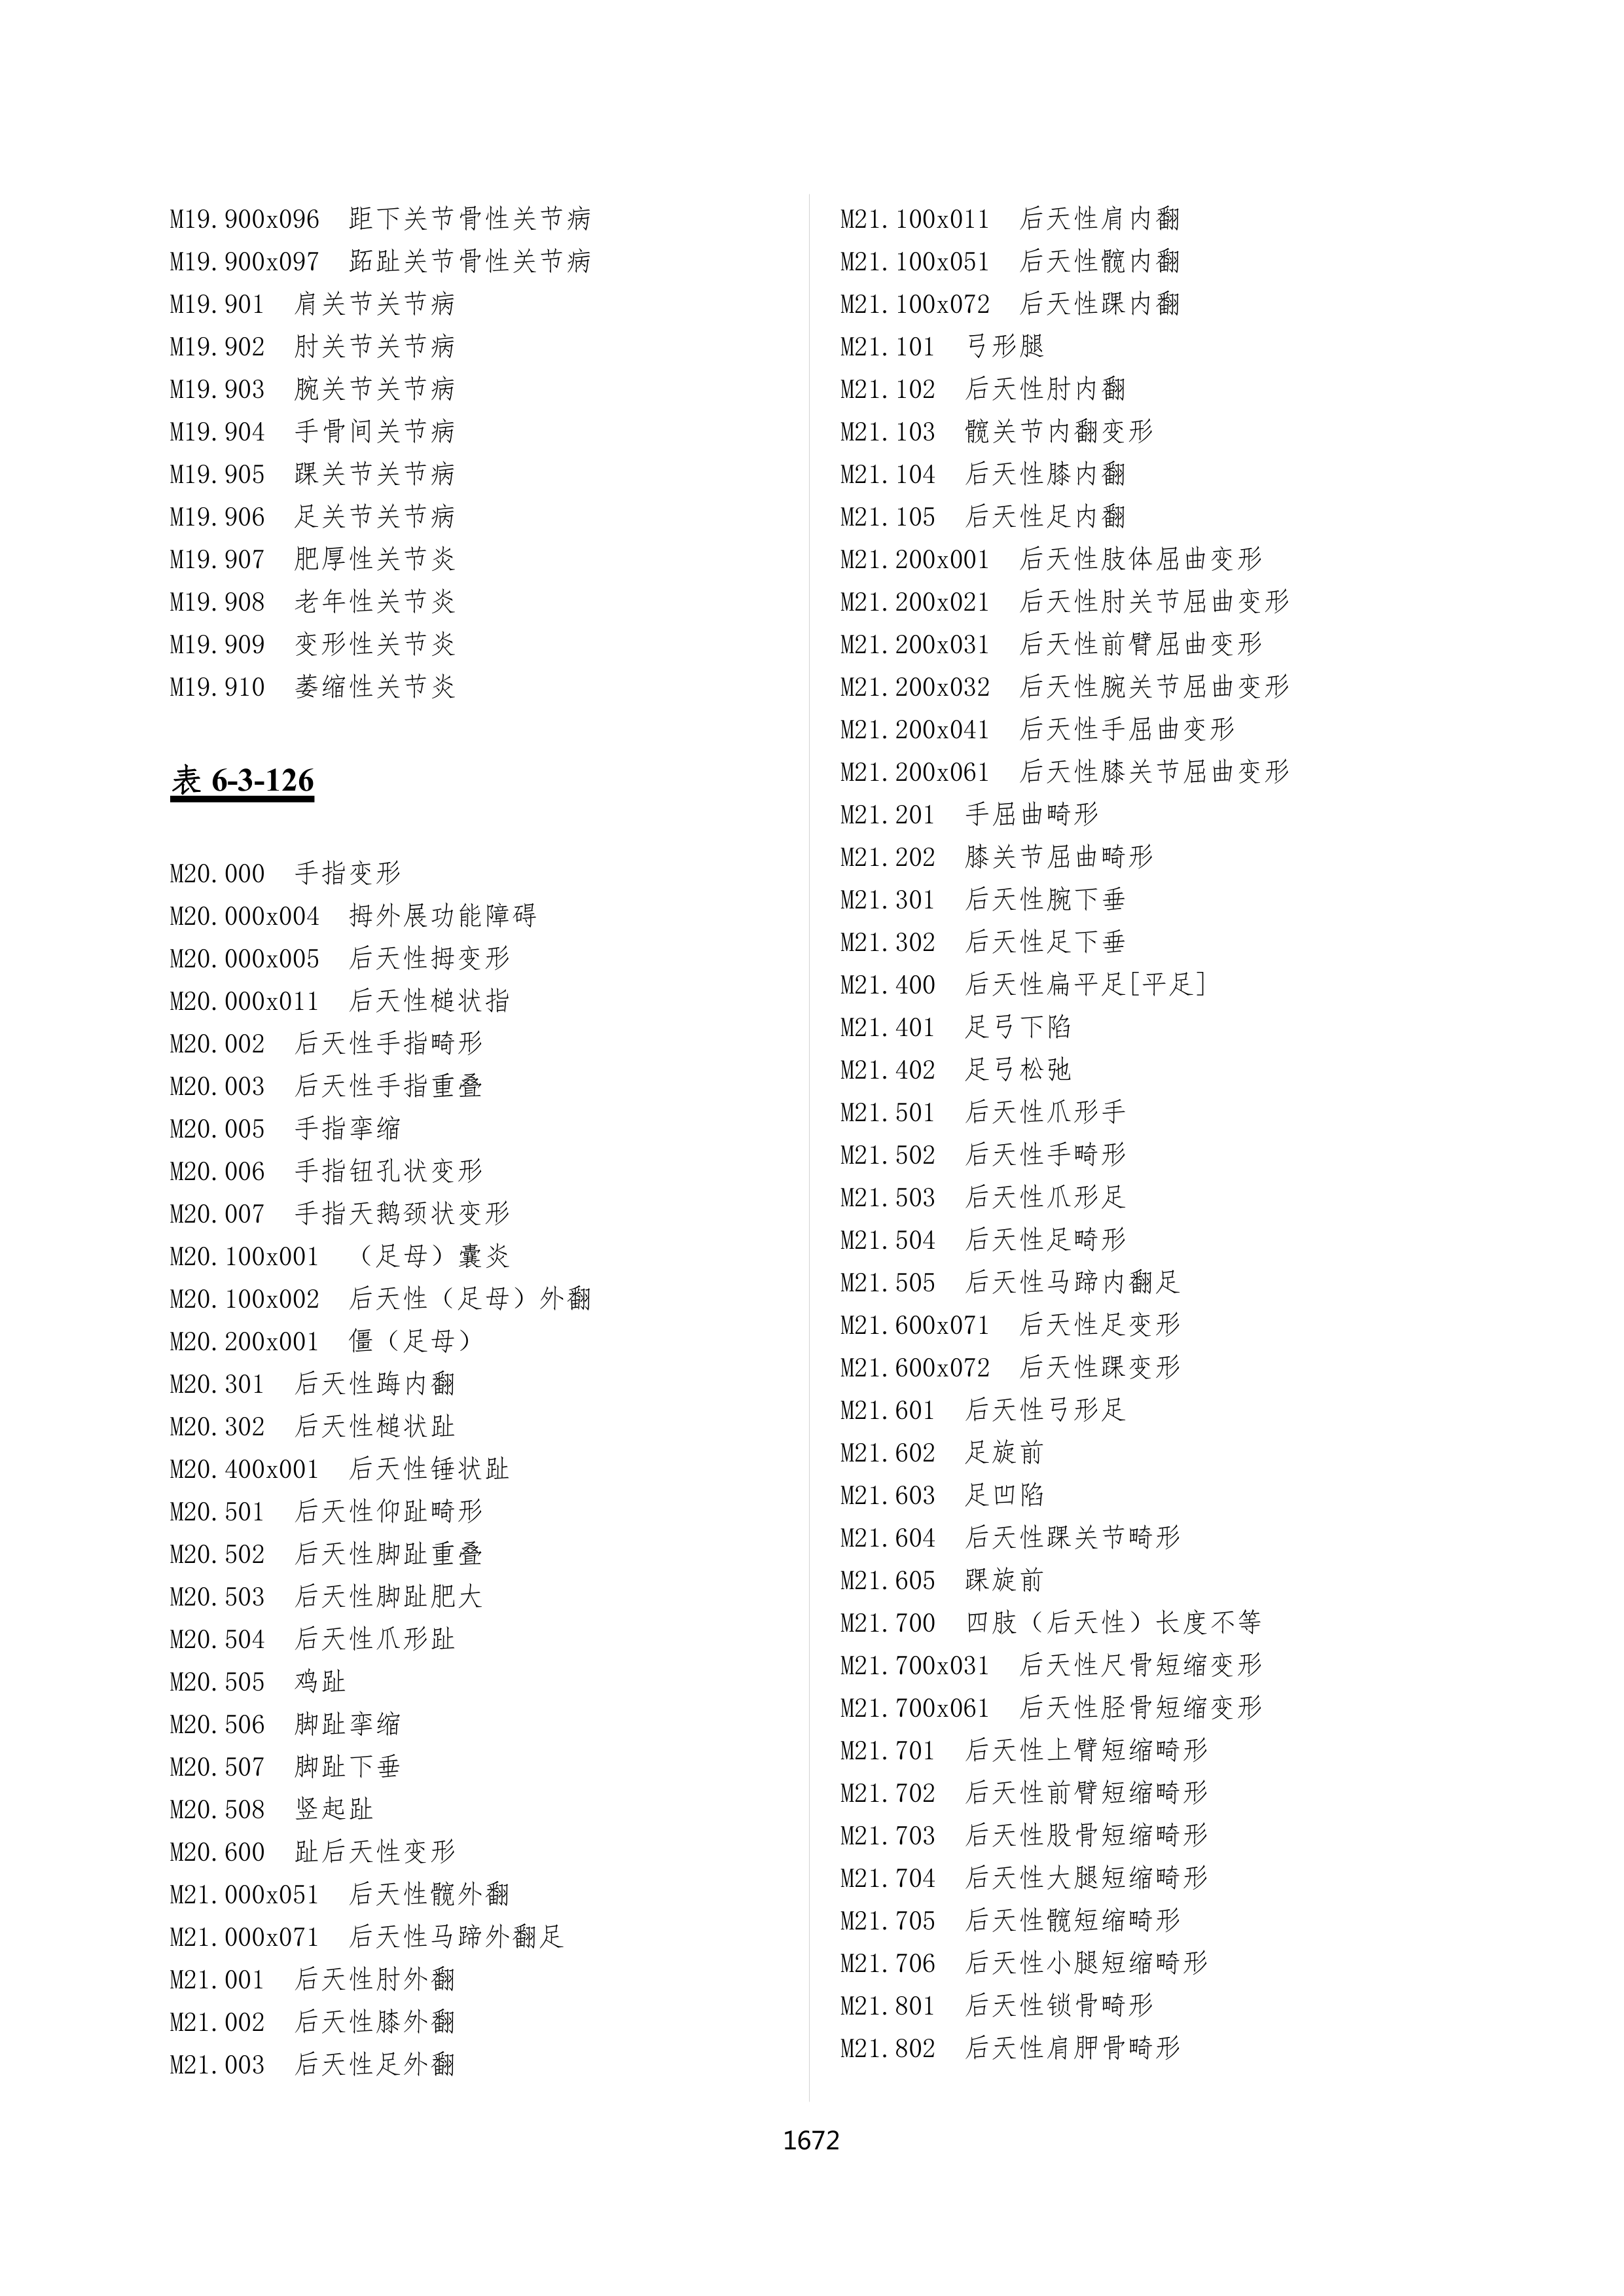 M19.900x096 距下关节骨性关节病
M19.900x097 跖趾关节骨性关节病
M19.901 肩关节关节病
M19.902 肘关节关节病
M19.903 腕关节关节病
M19.904 手骨间关节病
M19.905 踝关节关节病
M19.906 足关节关节病
M19.907 肥厚性关节炎
M19.908 老年性关节炎
M19.909 变形性关节炎
M19.910 萎缩性关节炎
表 6-3-126
M20.000 手指变形
M20.000x004 拇外展功能障碍
M20.000x005 后天性拇变形
M20.000x011 后天性槌状指
M20.002 后天性手指畸形
M20.003 后天性手指重叠
M20.005 手指挛缩
M20.006 手指钮孔状变形
M20.007 手指天鹅颈状变形
M20.100x001 （足母）囊炎
M20.100x002 后天性（足母）外翻
M20.200x001 僵（足母）
M20.301 后天性踇内翻
M20.302 后天性槌状趾
M20.400x001 后天性锤状趾
M20.501 后天性仰趾畸形
M20.502 后天性脚趾重叠
M20.503 后天性脚趾肥大
M20.504 后天性爪形趾
M20.505 鸡趾
M20.506 脚趾挛缩
M20.507 脚趾下垂
M20.508 竖起趾
M20.600 趾后天性变形
M21.000x051 后天性髋外翻
M21.000x071 后天性马蹄外翻足
M21.001 后天性肘外翻
M21.002 后天性膝外翻
M21.003 后天性足外翻
M21.100x011 后天性肩内翻
M21.100x051 后天性髋内翻
M21.100x072 后天性踝内翻
M21.101 弓形腿
M21.102 后天性肘内翻
M21.103 髋关节内翻变形
M21.104 后天性膝内翻
M21.105 后天性足内翻
M21.200x001 后天性肢体屈曲变形
M21.200x021 后天性肘关节屈曲变形
M21.200x031 后天性前臂屈曲变形
M21.200x032 后天性腕关节屈曲变形
M21.200x041 后天性手屈曲变形
M21.200x061 后天性膝关节屈曲变形
M21.201 手屈曲畸形
M21.202 膝关节屈曲畸形
M21.301 后天性腕下垂
M21.302 后天性足下垂
M21.400 后天性扁平足[平足]
M21.401 足弓下陷
M21.402 足弓松弛
M21.501 后天性爪形手
M21.502 后天性手畸形
M21.503 后天性爪形足
M21.504 后天性足畸形
M21.505 后天性马蹄内翻足
M21.600x071 后天性足变形
M21.600x072 后天性踝变形
M21.601 后天性弓形足
M21.602 足旋前
M21.603 足凹陷
M21.604 后天性踝关节畸形
M21.605 踝旋前
M21.700 四肢（后天性）长度不等
M21.700x031 后天性尺骨短缩变形
M21.700x061 后天性胫骨短缩变形
M21.701 后天性上臂短缩畸形
M21.702 后天性前臂短缩畸形
M21.703 后天性股骨短缩畸形
M21.704 后天性大腿短缩畸形
M21.705 后天性髋短缩畸形
M21.706 后天性小腿短缩畸形
M21.801 后天性锁骨畸形
M21.802 后天性肩胛骨畸形
1672